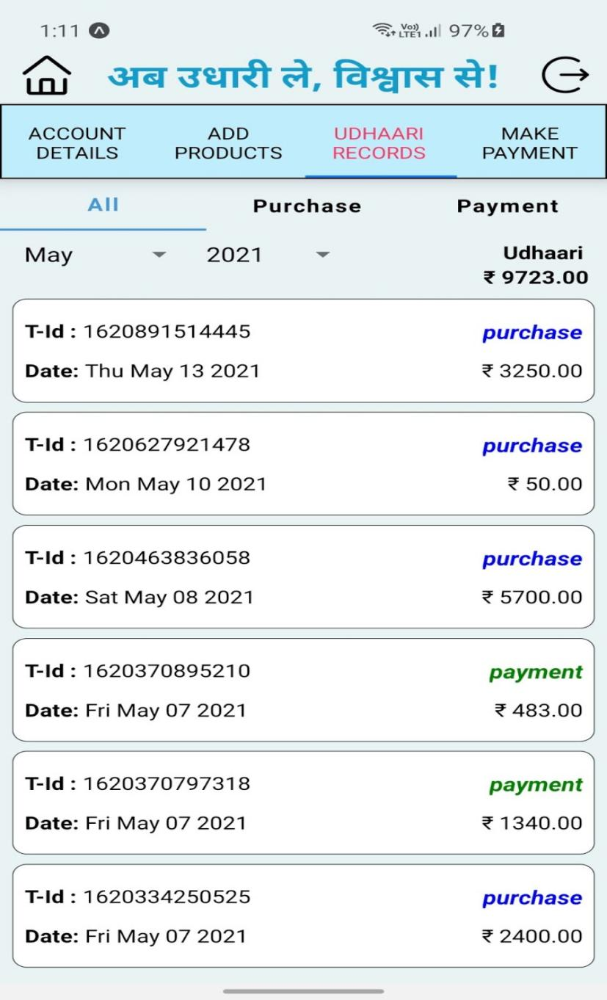 1:11 Vo)) LTE1 97%
अब उधारी ले, विश्वास से!
ACCOUNT DETAILS
ADD PRODUCTS
UDHAARI RECORDS
MAKE PAYMENT
All Purchase Payment
May 2021 Udhaari
₹ 9723.00
T-Id : 1620891514445 purchase
Date: Thu May 13 2021 ₹ 3250.00
T-Id : 1620627921478 purchase
Date: Mon May 10 2021 ₹ 50.00
T-Id : 1620463836058 purchase
Date: Sat May 08 2021 ₹ 5700.00
T-Id : 1620370895210 payment
Date: Fri May 07 2021 ₹ 483.00
T-Id : 1620370797318 payment
Date: Fri May 07 2021 ₹ 1340.00
T-Id : 1620334250525 purchase
Date: Fri May 07 2021 ₹ 2400.00